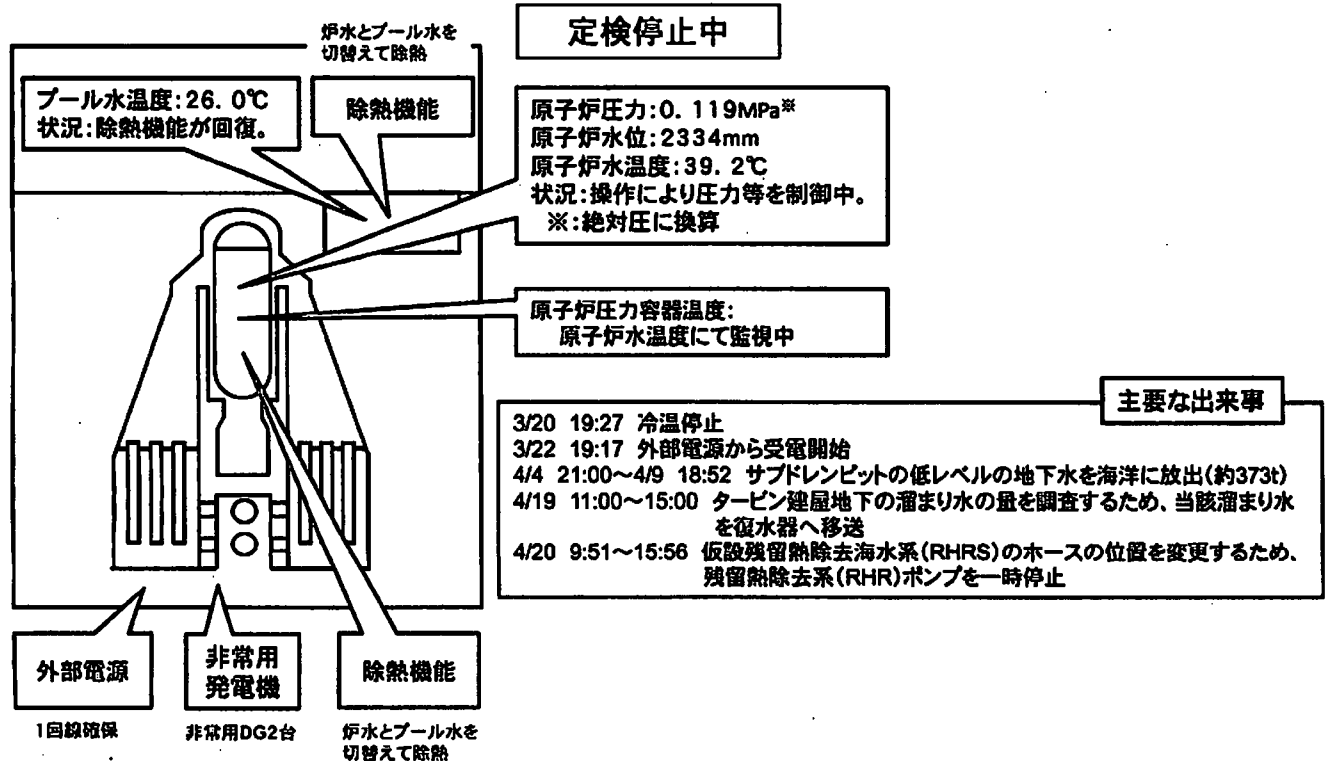 炉水とプール水を
切替えて除熱
定検停止中
プール水温度:26.0℃
状況:除熱機能が回復。
除熱機能
原子炉圧力:0.119MPa※
原子炉水位:2334mm
原子炉水温度:39.2℃
状況:操作により圧力等を制御中。
※:絶対圧に換算
原子炉圧力容器温度:
原子炉水温度にて監視中
主要な出来事
3/20 19:27 冷温停止
3/22 19:17 外部電源から受電開始
4/4 21:00～4/9 18:52 サブドレンピットの低レベルの地下水を海洋に放出(約373t)
4/19 11:00～15:00 タービン建屋地下の溜まり水の量を調査するため、当該溜まり水
を復水器へ移送
4/20 9:51～15:56 仮設残留熱除去海水系(RHRS)のホースの位置を変更するため、
残留熱除去系(RHR)ポンプを一時停止
外部電源
非常用
発電機
除熱機能
1回線確保
非常用DG2台
炉水とプール水を
切替えて除熱